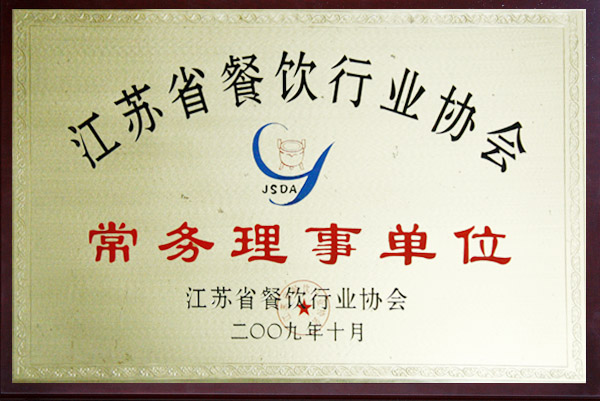 江苏省餐饮行业协会
JSDA
常务理事单位
江苏省餐饮行业协会
二〇〇九年十月